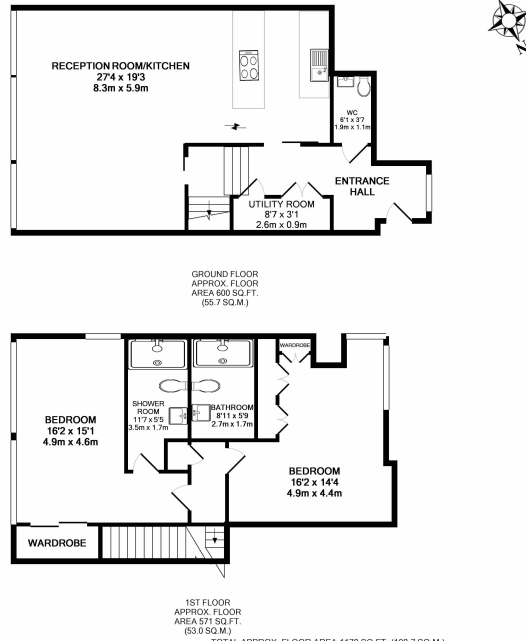 RECEPTION ROOM/KITCHEN
27'4 x 19'3
8.3m x 5.9m
WC
6'1 x 3'7
1.9m x 1.1m
ENTRANCE
HALL
UTILITY ROOM
8'7 x 3'1
2.6m x 0.9m
GROUND FLOOR
APPROX. FLOOR
AREA 600 SQ.FT.
(55.7 SQ.M.)
WARDROBE
SHOWER
ROOM
11'7 x 5'5
3.5m x 1.7m
BATHROOM
8'11 x 5'9
2.7m x 1.7m
BEDROOM
16'2 x 15'1
4.9m x 4.6m
BEDROOM
16'2 x 14'4
4.9m x 4.4m
WARDROBE
1ST FLOOR
APPROX. FLOOR
AREA 571 SQ.FT.
(53.0 SQ.M.)